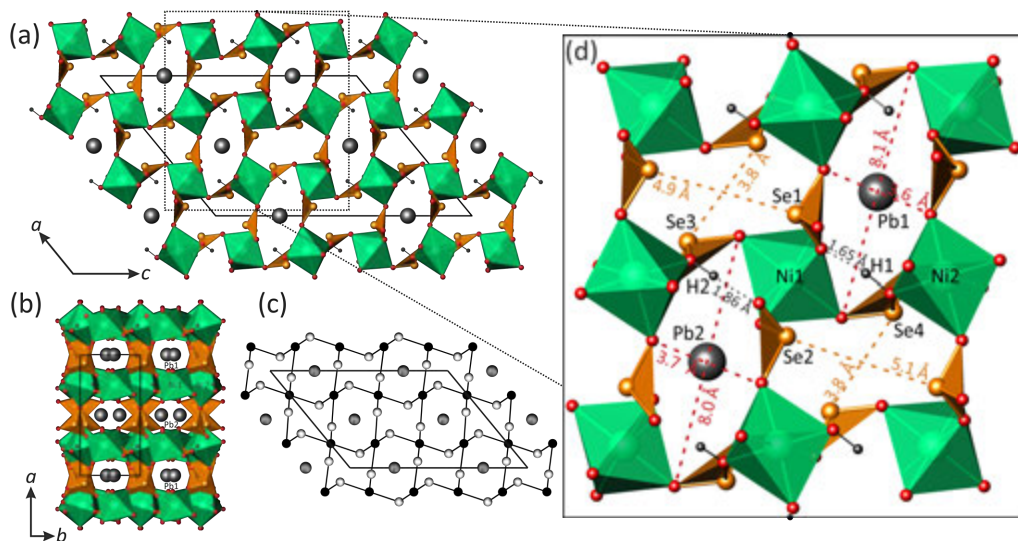 (a)
a
c
(b)
Pb1
Pb2
Pb1
a
b
(c)
(d)
8.1 Å
4.9 Å
3.8 Å
Se1
Pb1
Se3
1.65 Å
H1
H2
Ni1
Ni2
1.86 Å
Pb2
Se4
3.7
Se2
5.1 Å
8.0 Å
3.8 Å